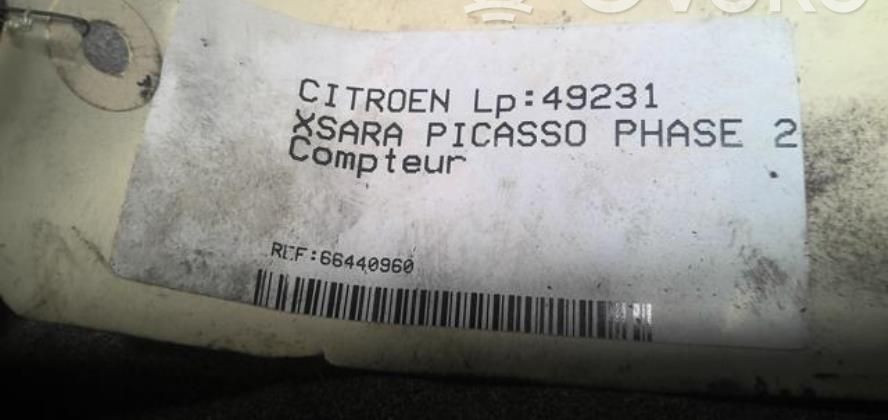 CITROEN Lp:49231
XSARA PICASSO PHASE 2
Compteur
REF:66440960